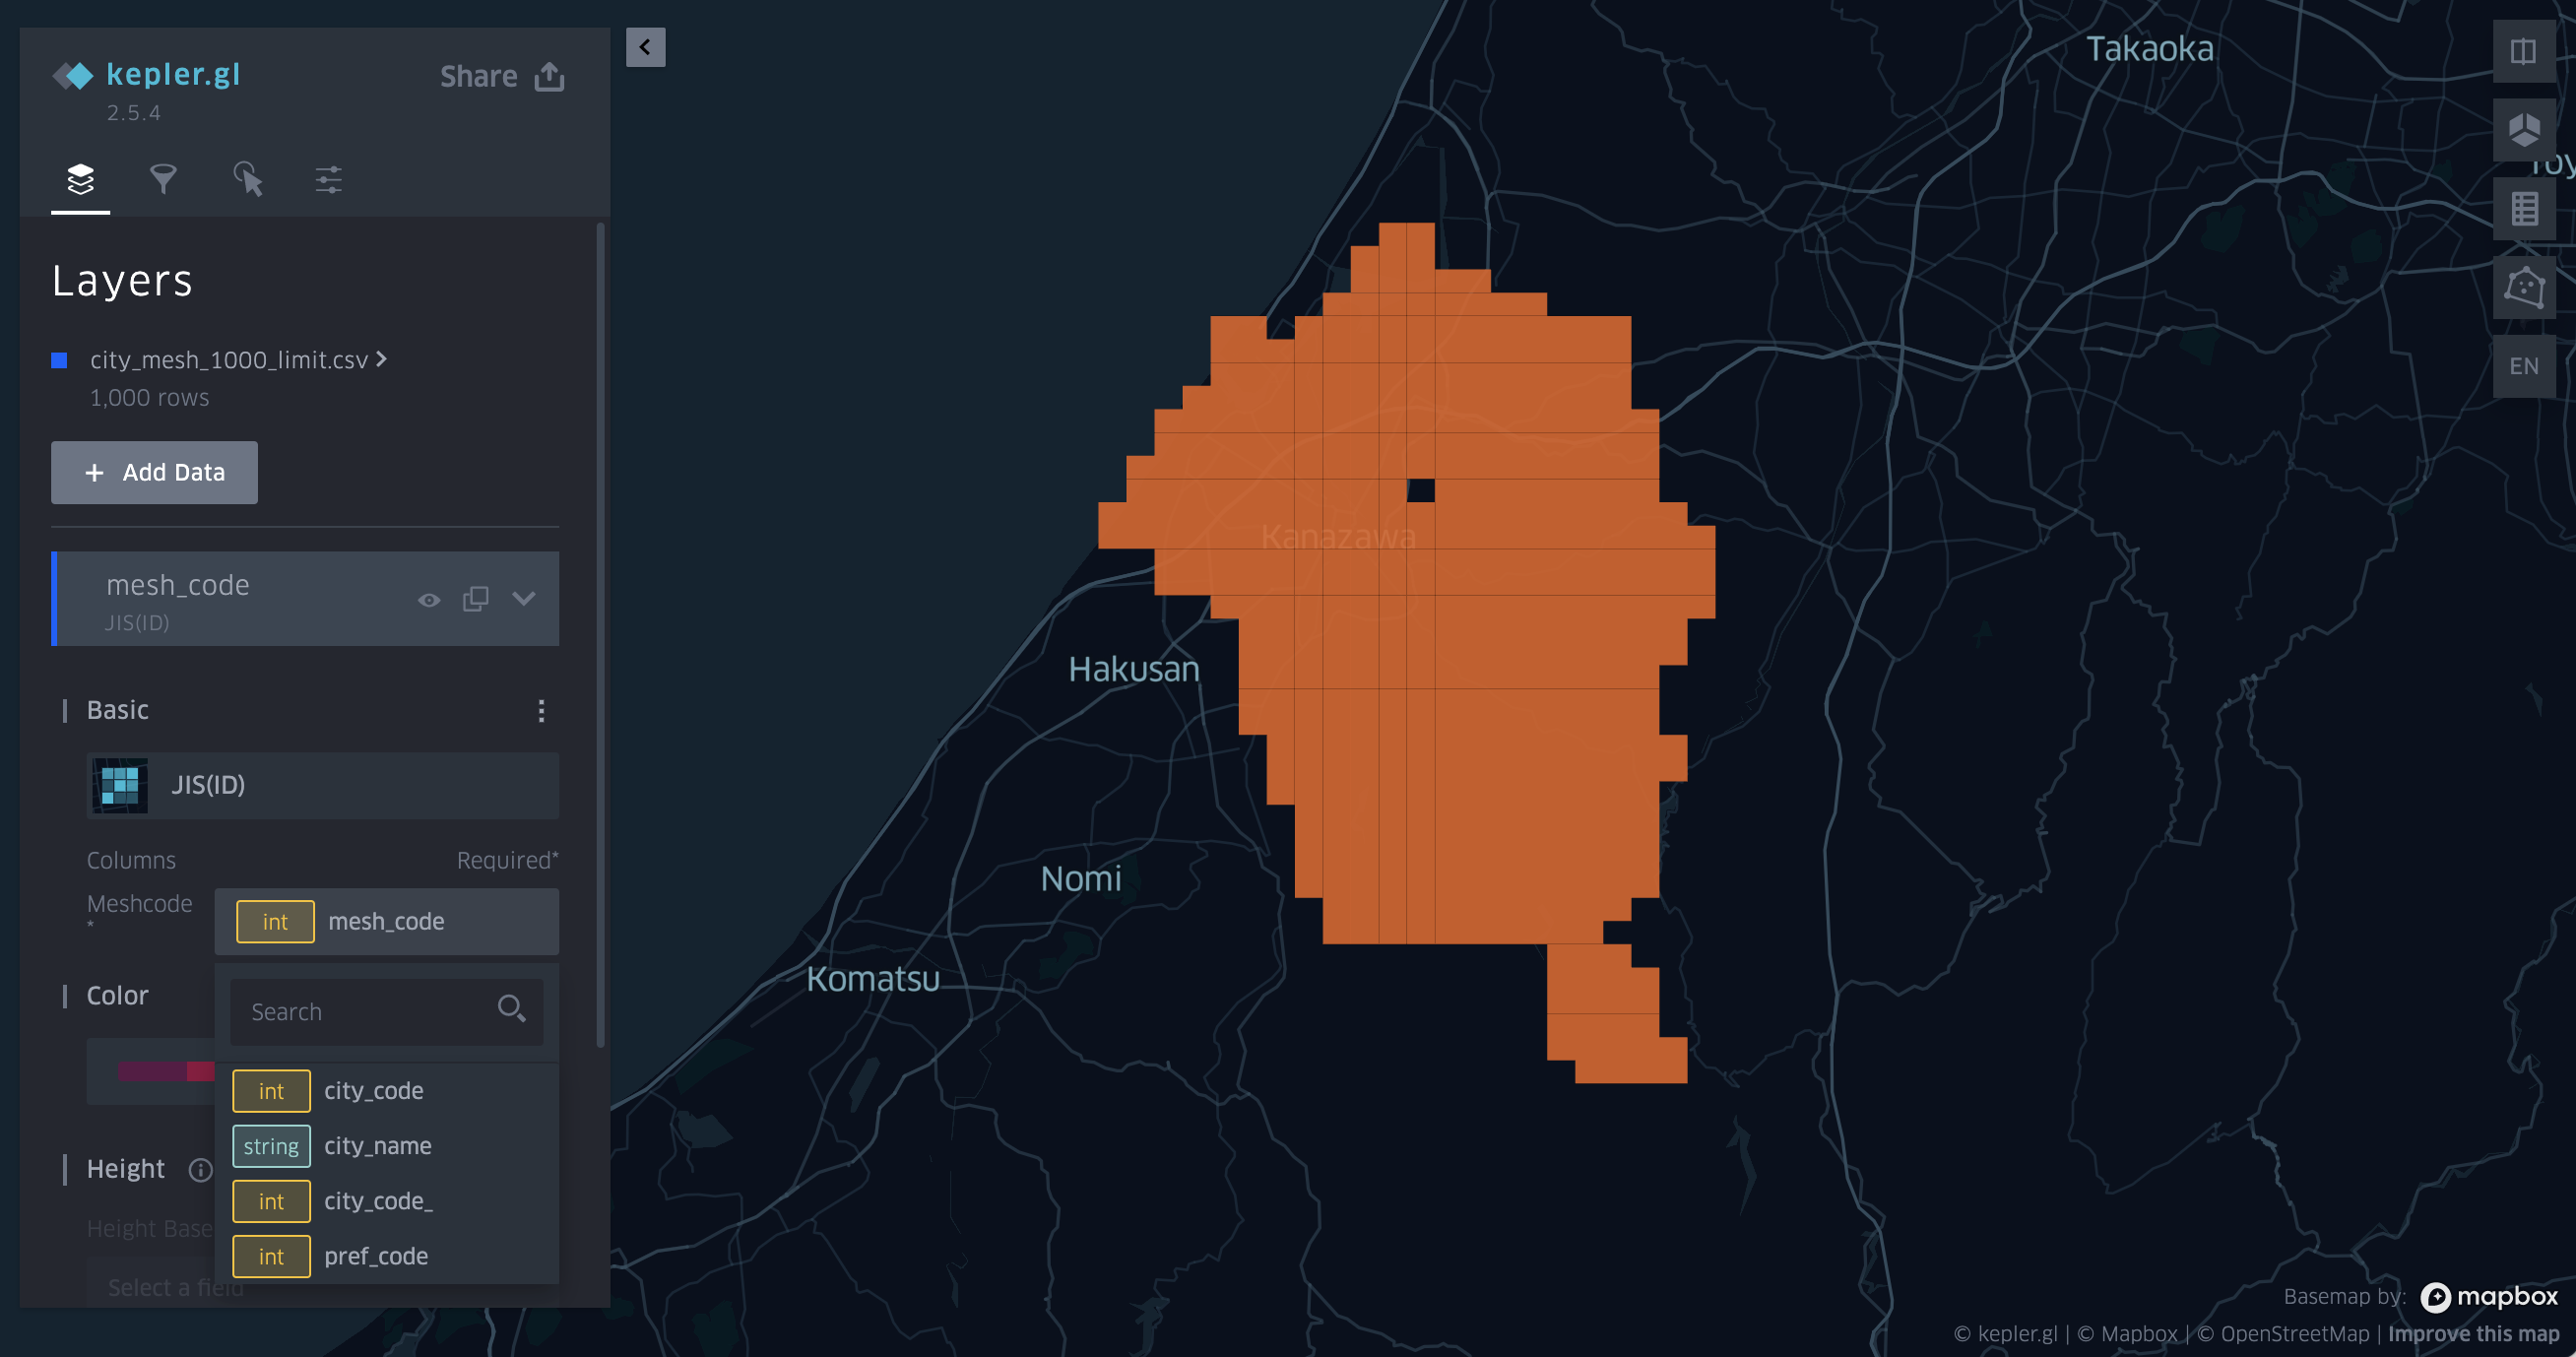 kepler.gl
2.5.4
Share
Layers
city_mesh_1000_limit.csv
1,000 rows
+ Add Data
mesh_code
JIS(ID)
Basic
JIS(ID)
Columns
Required*
Meshcode
*
int mesh_code
Color
Search
int city_code
string city_name
int city_code_
int pref_code
Height
Height Base
Select a field
Takaoka
Toy
EN
Kanazawa
Hakusan
Nomi
Komatsu
Basemap by: mapbox
© kepler.gl | © Mapbox | © OpenStreetMap | Improve this map